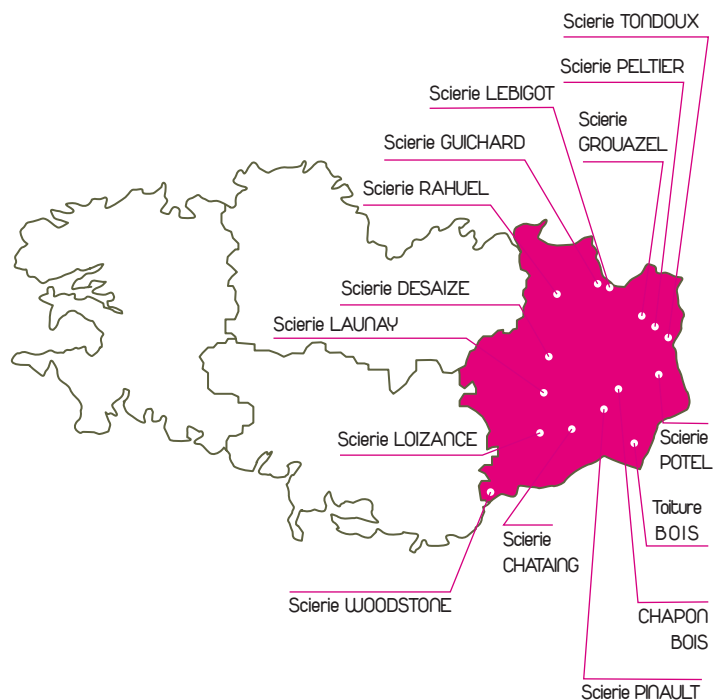 Scierie TONDOUX
Scierie PELTIER
Scierie LEBIGOT
Scierie
GROUAZEL
Scierie GUICHARD
Scierie RAHUEL
Scierie DESAIZE
Scierie LAUNAY
Scierie LOIZANCE
Scierie
POTEL
Toiture
BOIS
Scierie
CHATAING
Scierie WOODSTONE
CHAPON
BOIS
Scierie PINAULT